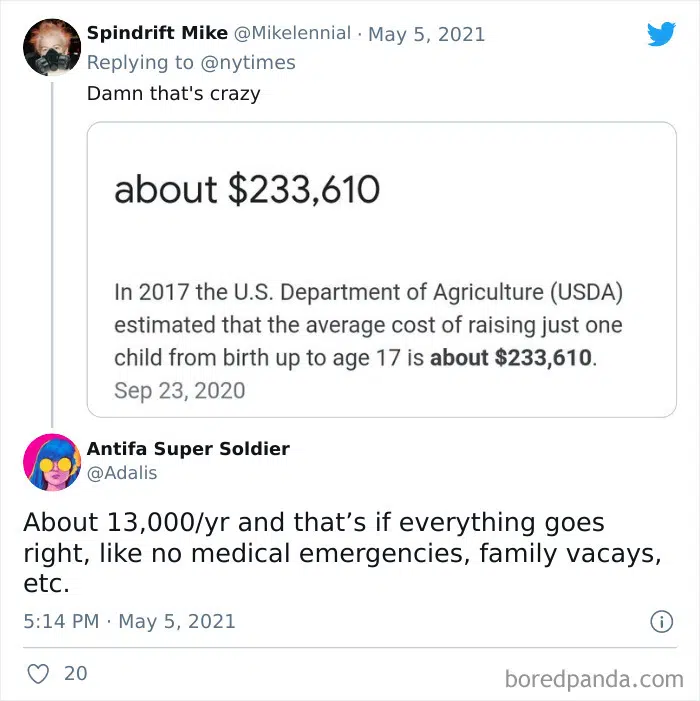 Spindrift Mike @Mikelennial · May 5, 2021
Replying to @nytimes
Damn that's crazy
about $233,610
In 2017 the U.S. Department of Agriculture (USDA)
estimated that the average cost of raising just one
child from birth up to age 17 is about $233,610.
Sep 23, 2020
Antifa Super Soldier
@Adalis
About 13,000/yr and that’s if everything goes
right, like no medical emergencies, family vacays,
etc.
5:14 PM · May 5, 2021
20
boredpanda.com